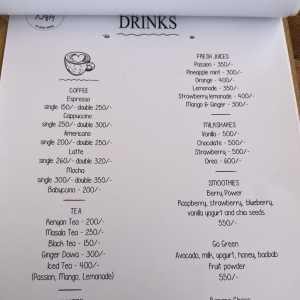 DRINKS
COFFEE
Espresso
single 150/- double 250/-
Cappuccino
single 250/- double 300/-
Americano
single 200/- double 250/-
Latte
single 260/- double 320/-
Mocha
single 300/- double 350/-
Babyccino - 200/-
TEA
Kenyan Tea - 200/-
Masala Tea - 250/-
Black tea - 150/-
Ginger Dawa - 300/-
Iced Tea - 400/-
(Passion, Mango, Lemonade)
FRESH JUICES
Passion - 350/-
Pineapple mint - 300/-
Orange - 400/-
Lemonade - 350/-
Strawberry lemonade - 400/-
Mango & Ginger - 300/-
MILKSHAKES
Vanilla - 500/-
Chocolate - 500/-
Strawberry - 500/-
Oreo - 600/-
SMOOTHIES
Berry Power
Raspberry, strawberry, blueberry,
vanilla yogurt and chia seeds.
550/-
Go Green
Avocado, milk, yogurt, honey, baobab
fruit powder
550/-